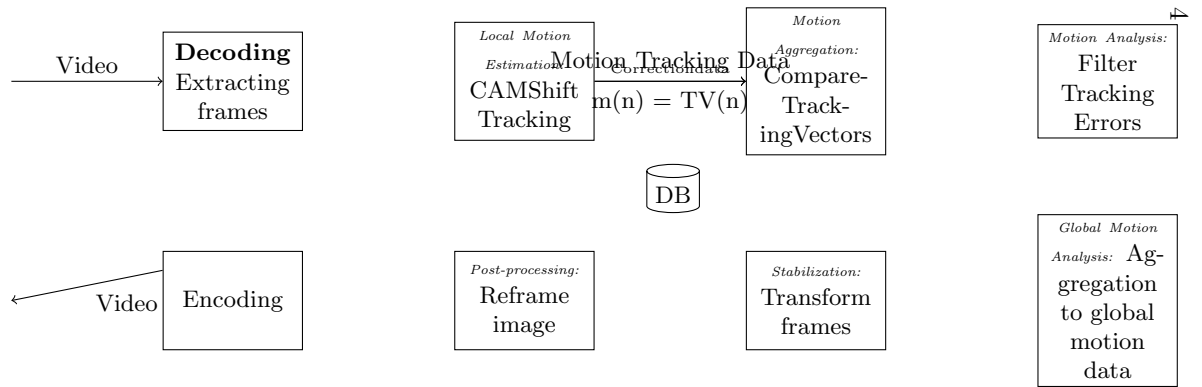 4
Video
Decoding
Extracting
frames
Local Motion
Estimation:
CAMShift
Tracking
Motion Tracking Data
Correctiondata
m(n) = TV(n)
Motion
Aggregation:
Compare-
Track-
ingVectors
Motion Analysis:
Filter
Tracking
Errors
DB
Video
Encoding
Post-processing:
Reframe
image
Stabilization:
Transform
frames
Global Motion
Analysis: Ag-
gregation
to global
motion
data